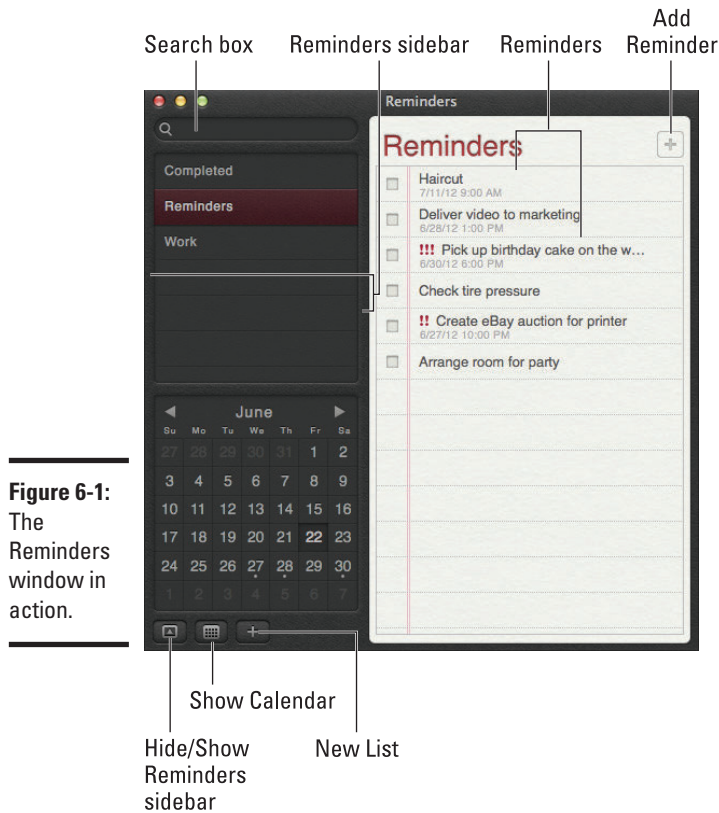 Add
Search box Reminders sidebar Reminders Reminder
Reminders
Reminders
Completed
Reminders
Work
Haircut
7/11/12 9:00 AM
Deliver video to marketing
6/28/12 1:00 PM
!!! Pick up birthday cake on the w...
6/30/12 6:00 PM
Check tire pressure
!! Create eBay auction for printer
6/27/12 10:00 PM
Arrange room for party
June
Su Mo Tu We Th Fr Sa
27 28 29 30 31 1 2
3 4 5 6 7 8 9
10 11 12 13 14 15 16
17 18 19 20 21 22 23
24 25 26 27 28 29 30
1 2 3 4 5 6 7
Figure 6-1:
The
Reminders
window in
action.
Show Calendar
Hide/Show
Reminders
sidebar
New List